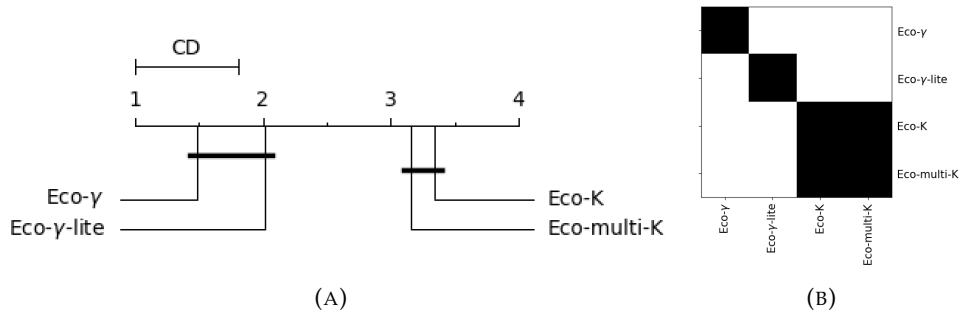 CD
1 2 3 4
Eco-γ
Eco-γ-lite
Eco-K
Eco-multi-K
(A)
Eco-γ
Eco-γ-lite
Eco-K
Eco-multi-K
Eco-γ
Eco-γ-lite
Eco-K
Eco-multi-K
(B)